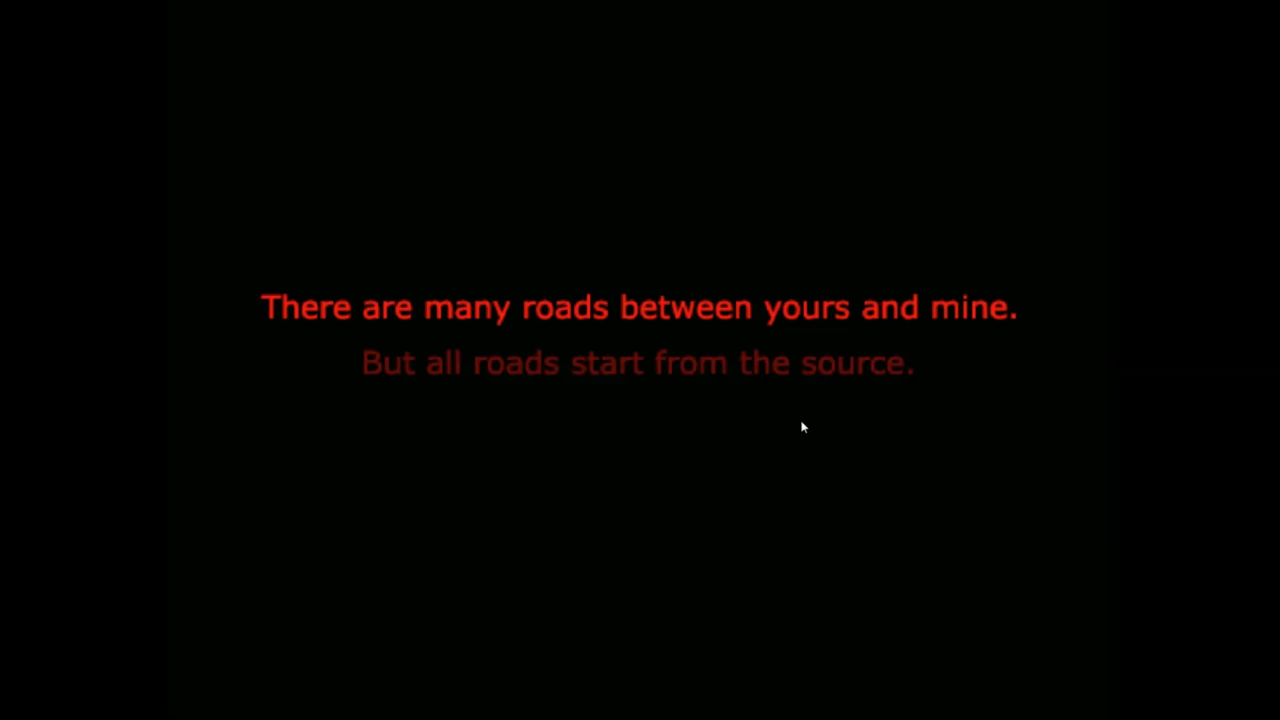 There are many roads between yours and mine.
But all roads start from the source.